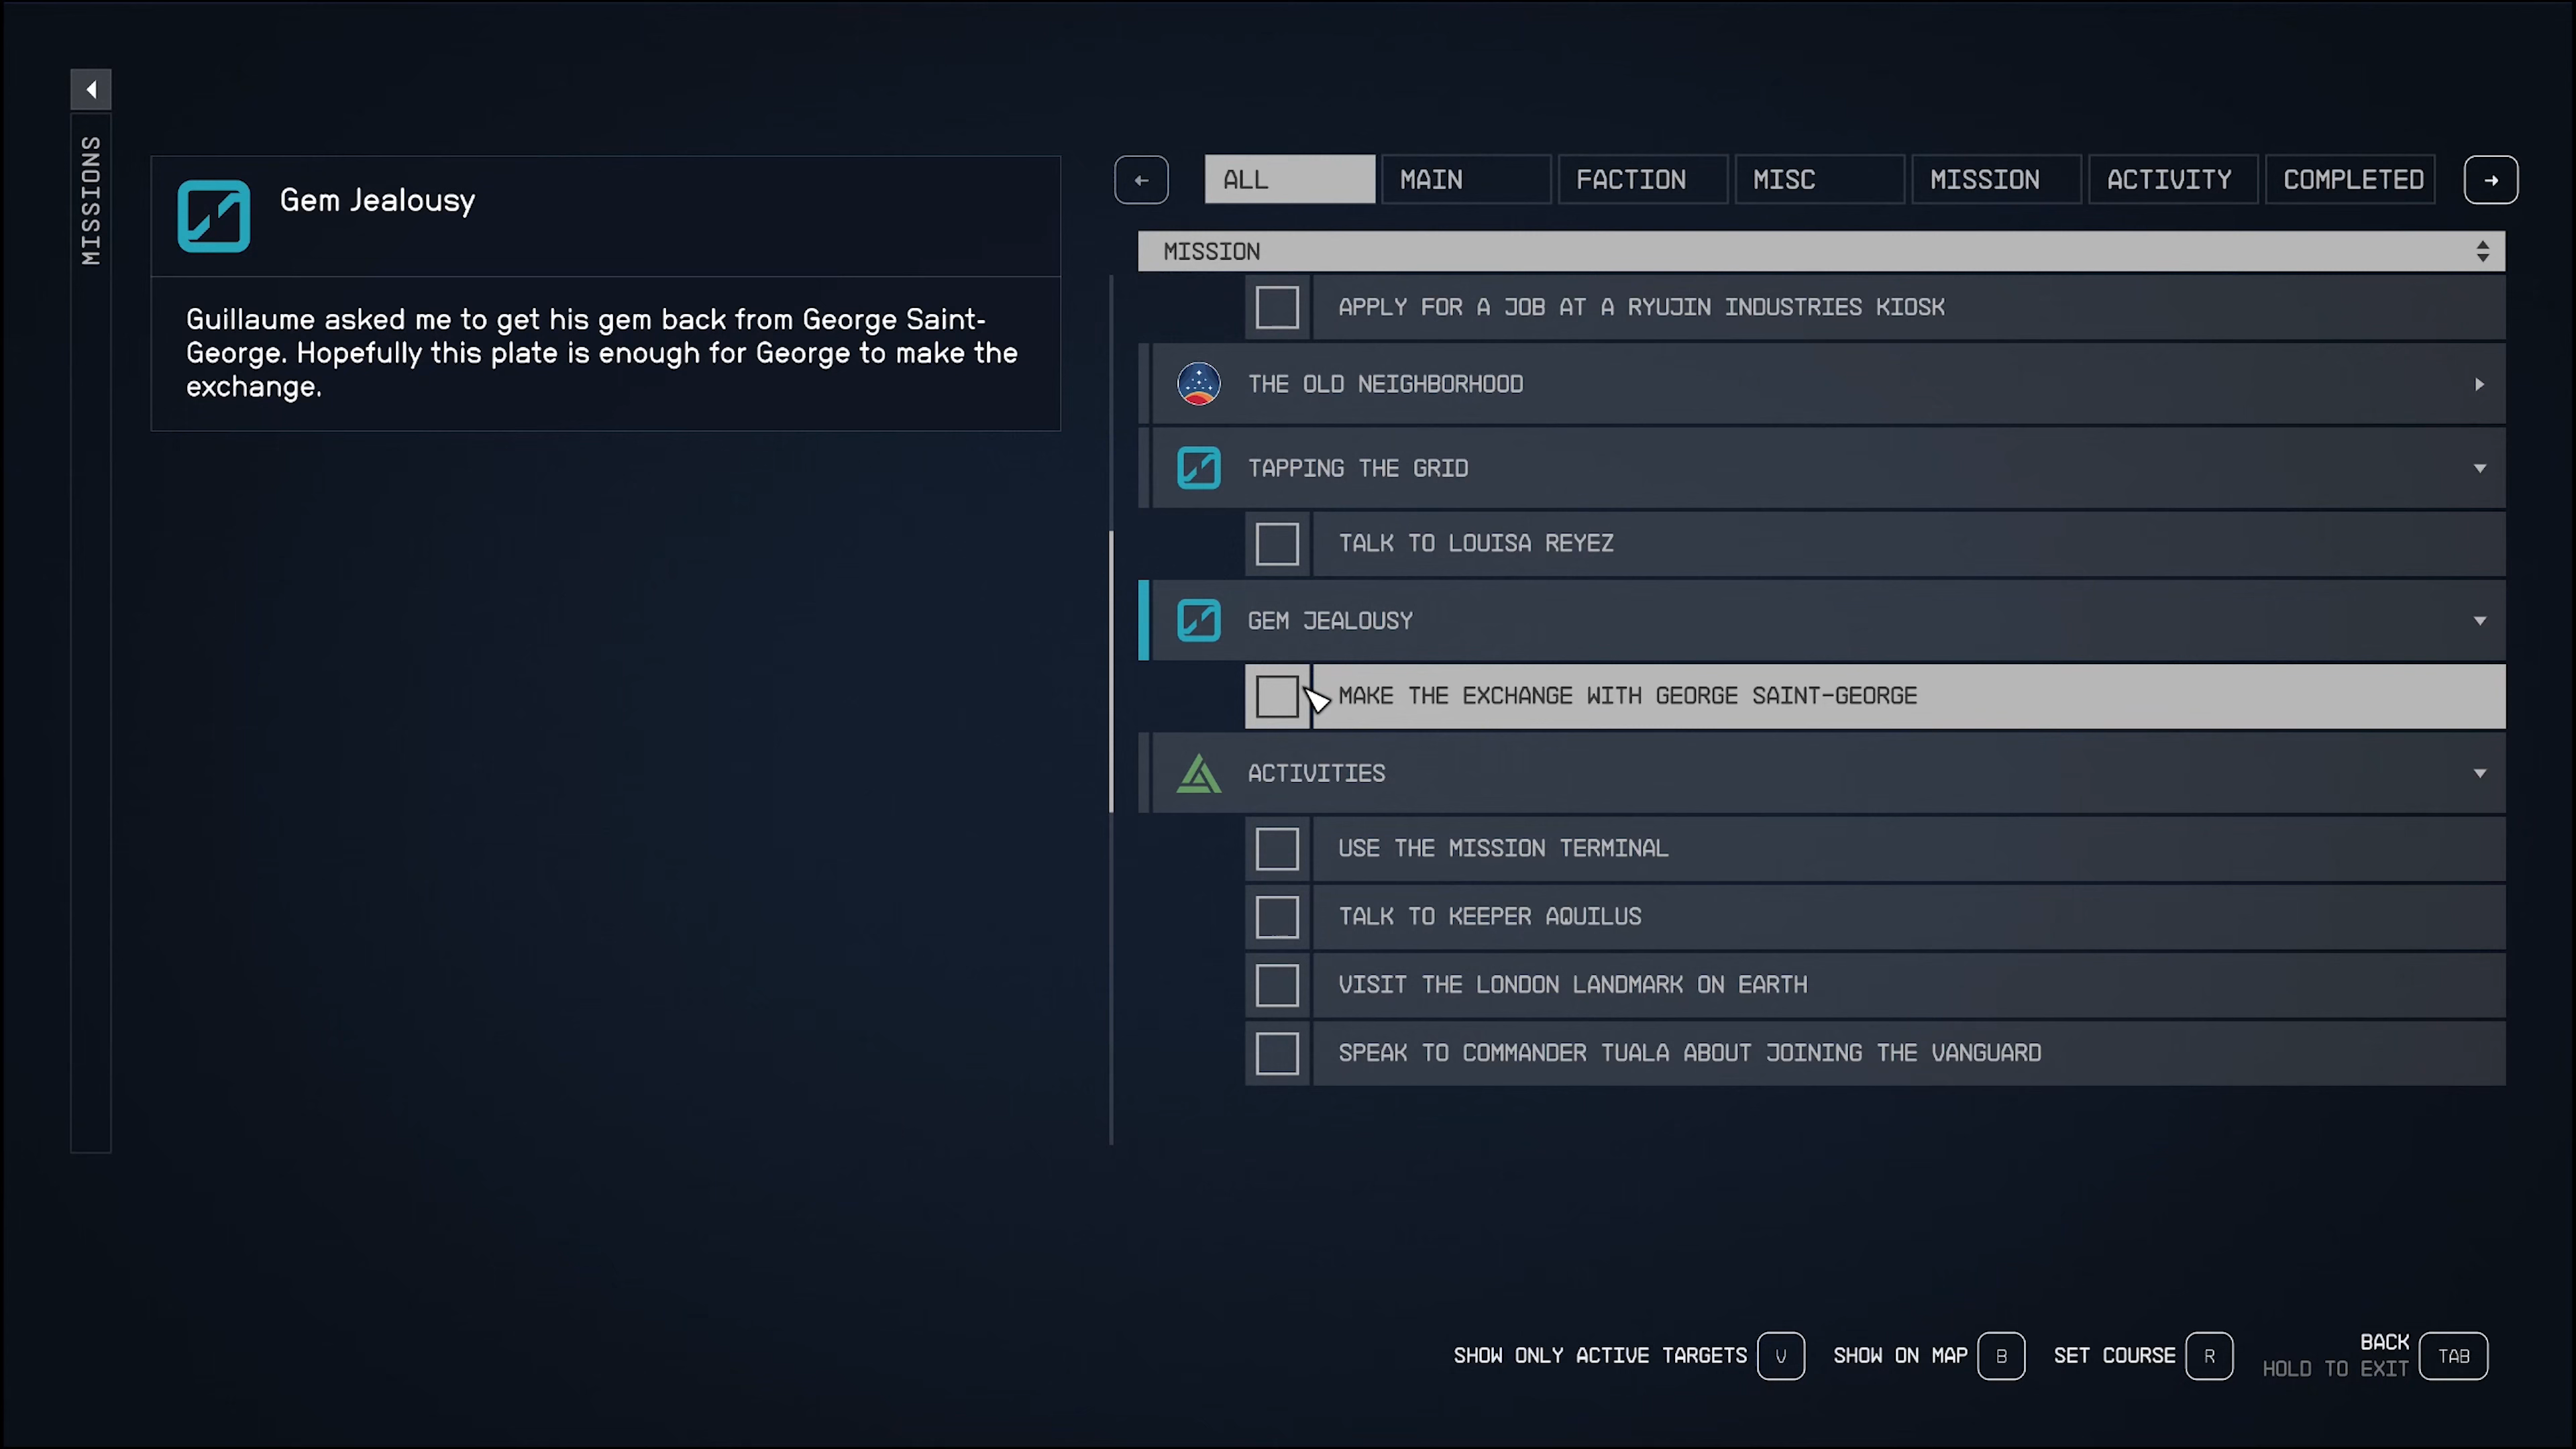 MISSIONS
Gem Jealousy
Guillaume asked me to get his gem back from George Saint-
George. Hopefully this plate is enough for George to make the
exchange.
ALL
MAIN
FACTION
MISC
MISSION
ACTIVITY
COMPLETED
MISSION
APPLY FOR A JOB AT A RYUJIN INDUSTRIES KIOSK
THE OLD NEIGHBORHOOD
TAPPING THE GRID
TALK TO LOUISA REYEZ
GEM JEALOUSY
MAKE THE EXCHANGE WITH GEORGE SAINT-GEORGE
ACTIVITIES
USE THE MISSION TERMINAL
TALK TO KEEPER AQUILUS
VISIT THE LONDON LANDMARK ON EARTH
SPEAK TO COMMANDER TUALA ABOUT JOINING THE VANGUARD
SHOW ONLY ACTIVE TARGETS V
SHOW ON MAP B
SET COURSE R
BACK
HOLD TO EXIT
TAB